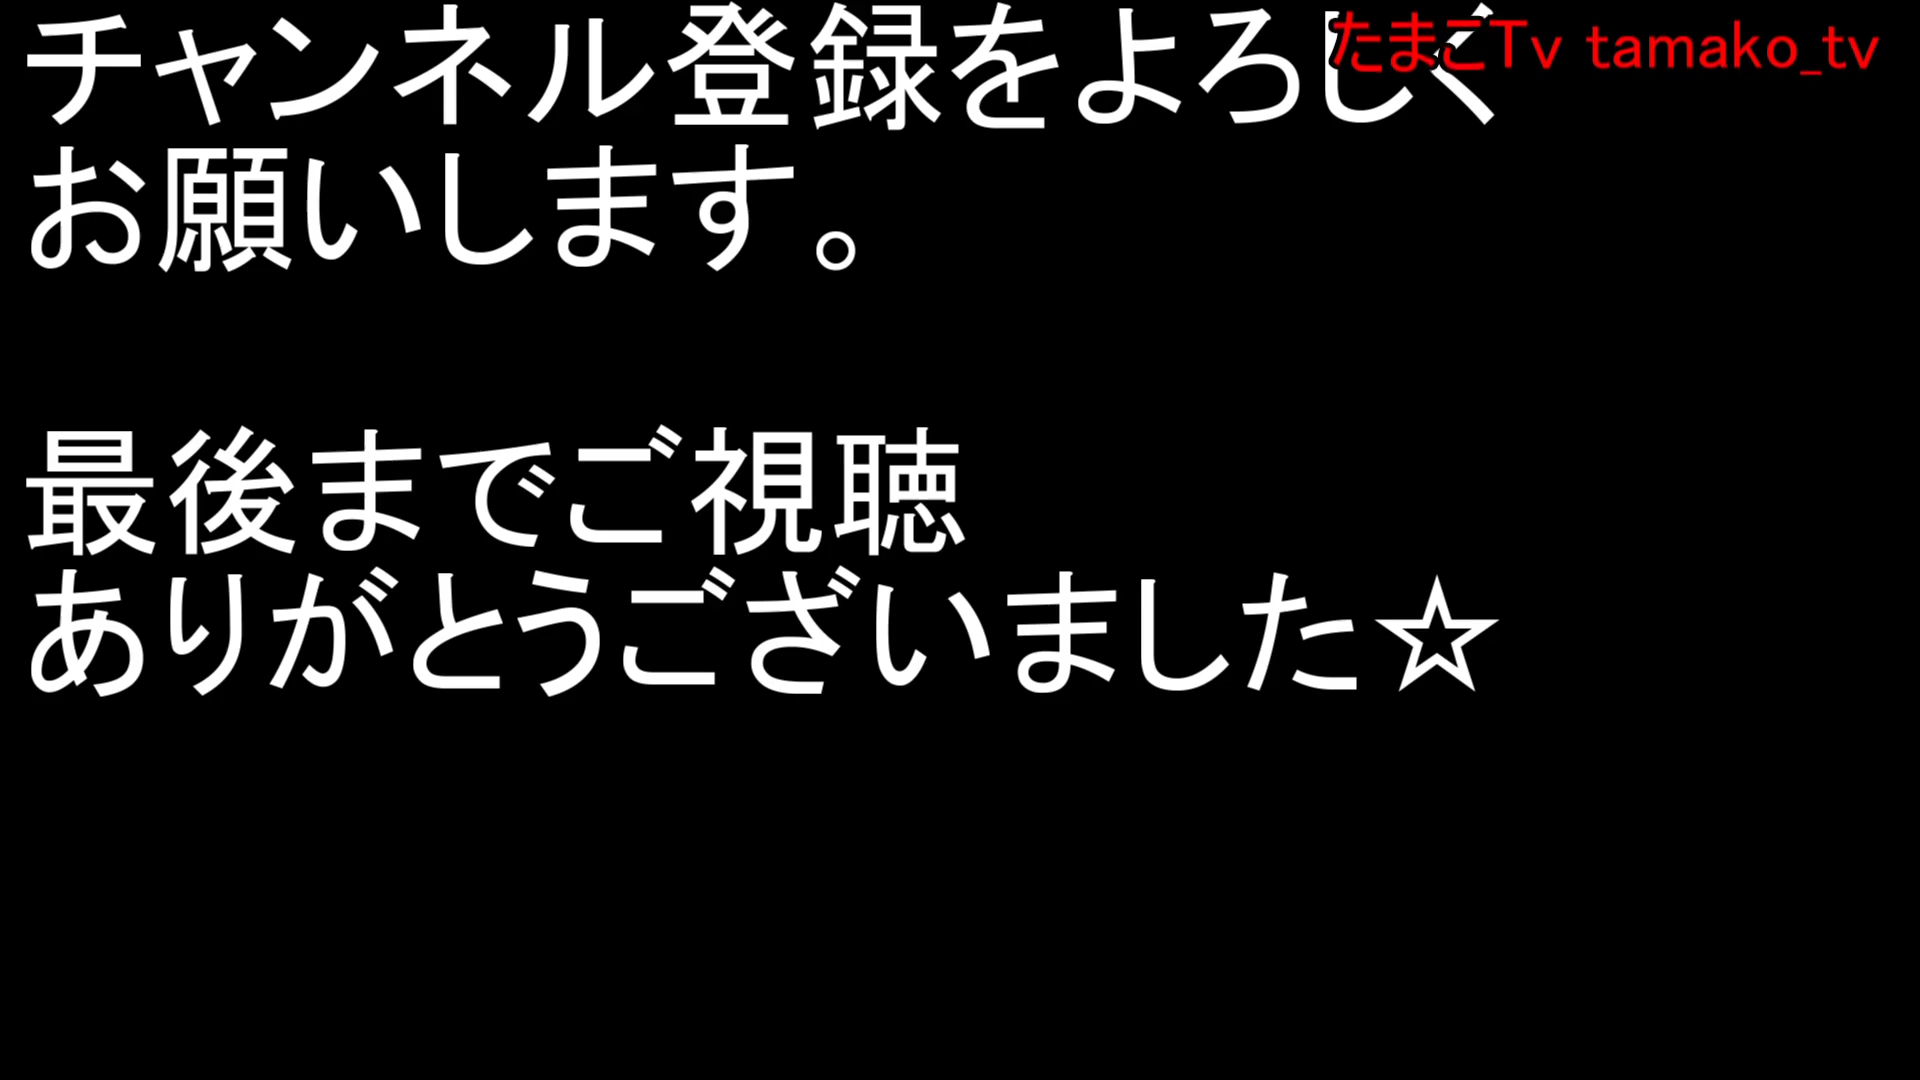 チャンネル登録をよろしく
たまこTv tamako_tv
お願いします。
最後までご視聴
ありがとうございました☆